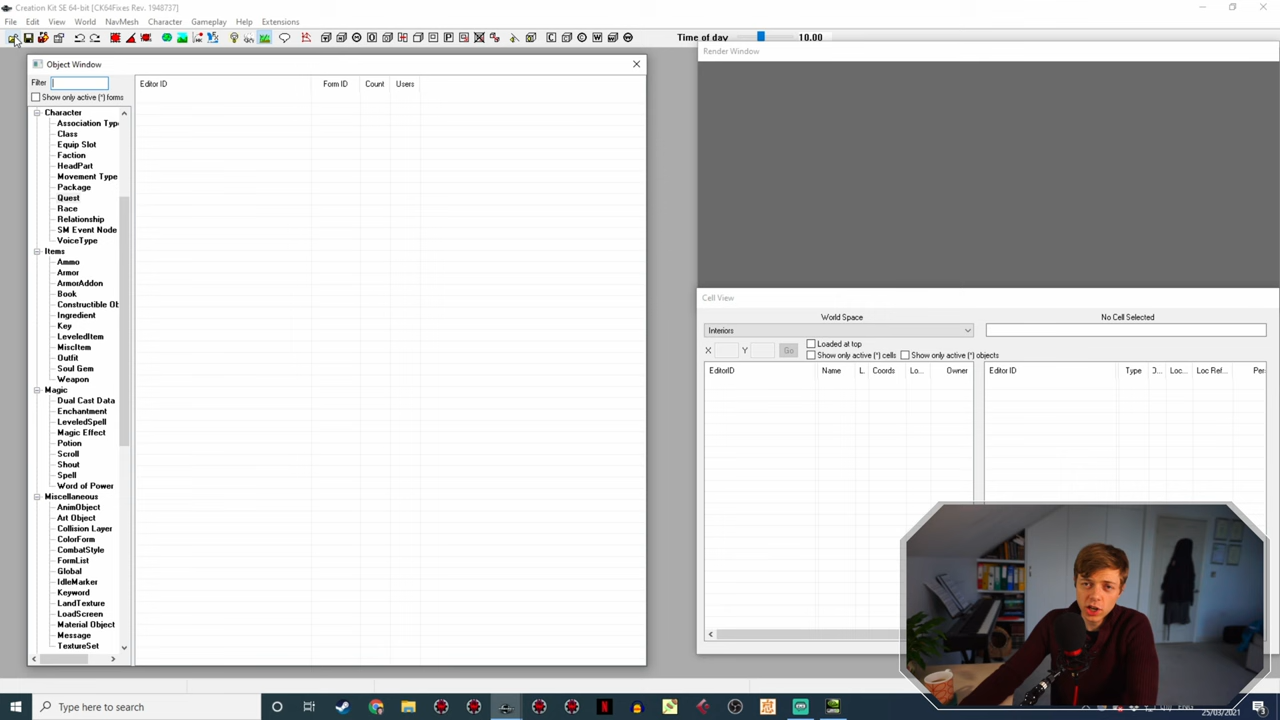 Creation Kit SE 64-bit (CK64Fixes Rev. 1948737)
File Edit View World NavMesh Character Gameplay Help Extensions
Time of day 10.00
Object Window
Render Window
Filter
Show only active (*) forms
Editor ID Form ID Count Users
Character
Association Type
Class
Equip Slot
Faction
HeadPart
Movement Type
Package
Quest
Race
Relationship
SM Event Node
VoiceType
Items
Ammo
Armor
ArmorAddon
Book
Constructible Ob
Ingredient
Key
LeveledItem
MiscItem
Outfit
Soul Gem
Weapon
Magic
Dual Cast Data
Enchantment
LeveledSpell
Magic Effect
Potion
Scroll
Shout
Spell
Word of Power
Miscellaneous
AnimObject
Art Object
Collision Layer
ColorForm
CombatStyle
FormList
Global
IdleMarker
Keyword
LandTexture
LoadScreen
Material Object
Message
TextureSet
Cell View
World Space No Cell Selected
Interiors
X Y Go
Loaded at top
Show only active (*) cells Show only active (*) objects
EditorID Name L. Coords Lo... Owner
Editor ID Type Loc... Loc Ref... Per
Type here to search
ENG
25/03/2021